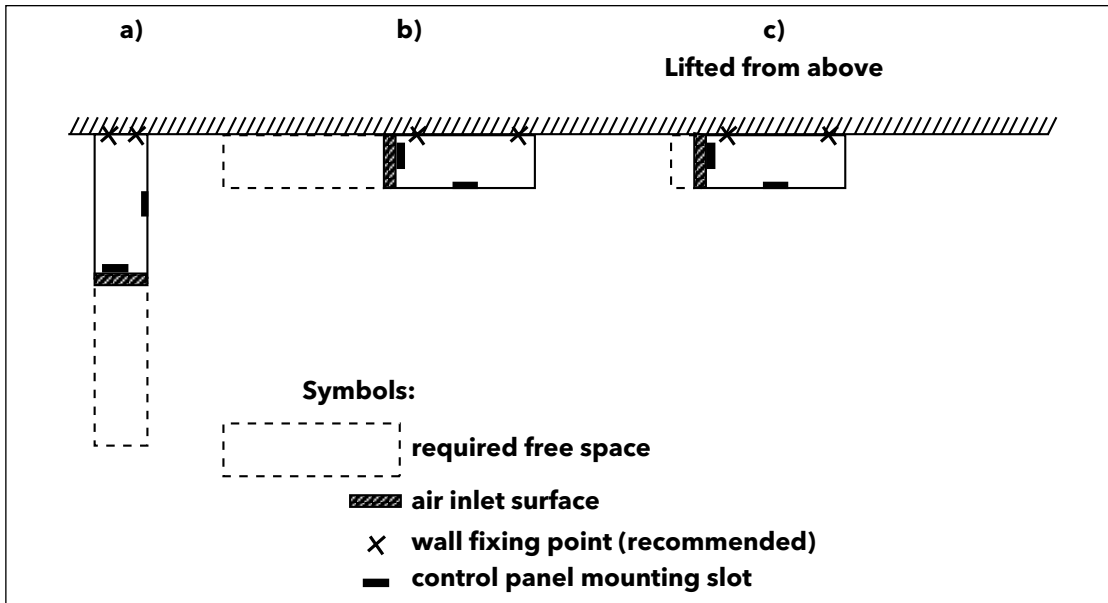 a)
b)
c)
Lifted from above
Symbols:
required free space
air inlet surface
wall fixing point (recommended)
control panel mounting slot